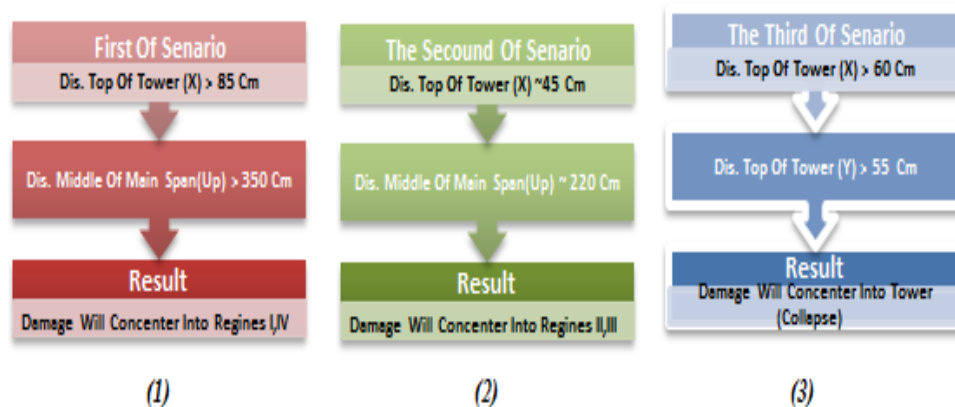 First Of Senario
Dis. Top Of Tower (X) > 85 Cm
Dis. Middle Of Main Span(Up) > 350 Cm
Result
Damage Will Concenter Into Regines I,IV
(1)
The Secound Of Senario
Dis. Top Of Tower (X) ~45 Cm
Dis. Middle Of Main Span(Up) ~ 220 Cm
Result
Damage Will Concenter Into Regines II,III
(2)
The Third Of Senario
Dis. Top Of Tower (X) > 60 Cm
Dis. Top Of Tower (Y) > 55 Cm
Result
Damage Will Concenter Into Tower
(Collapse)
(3)